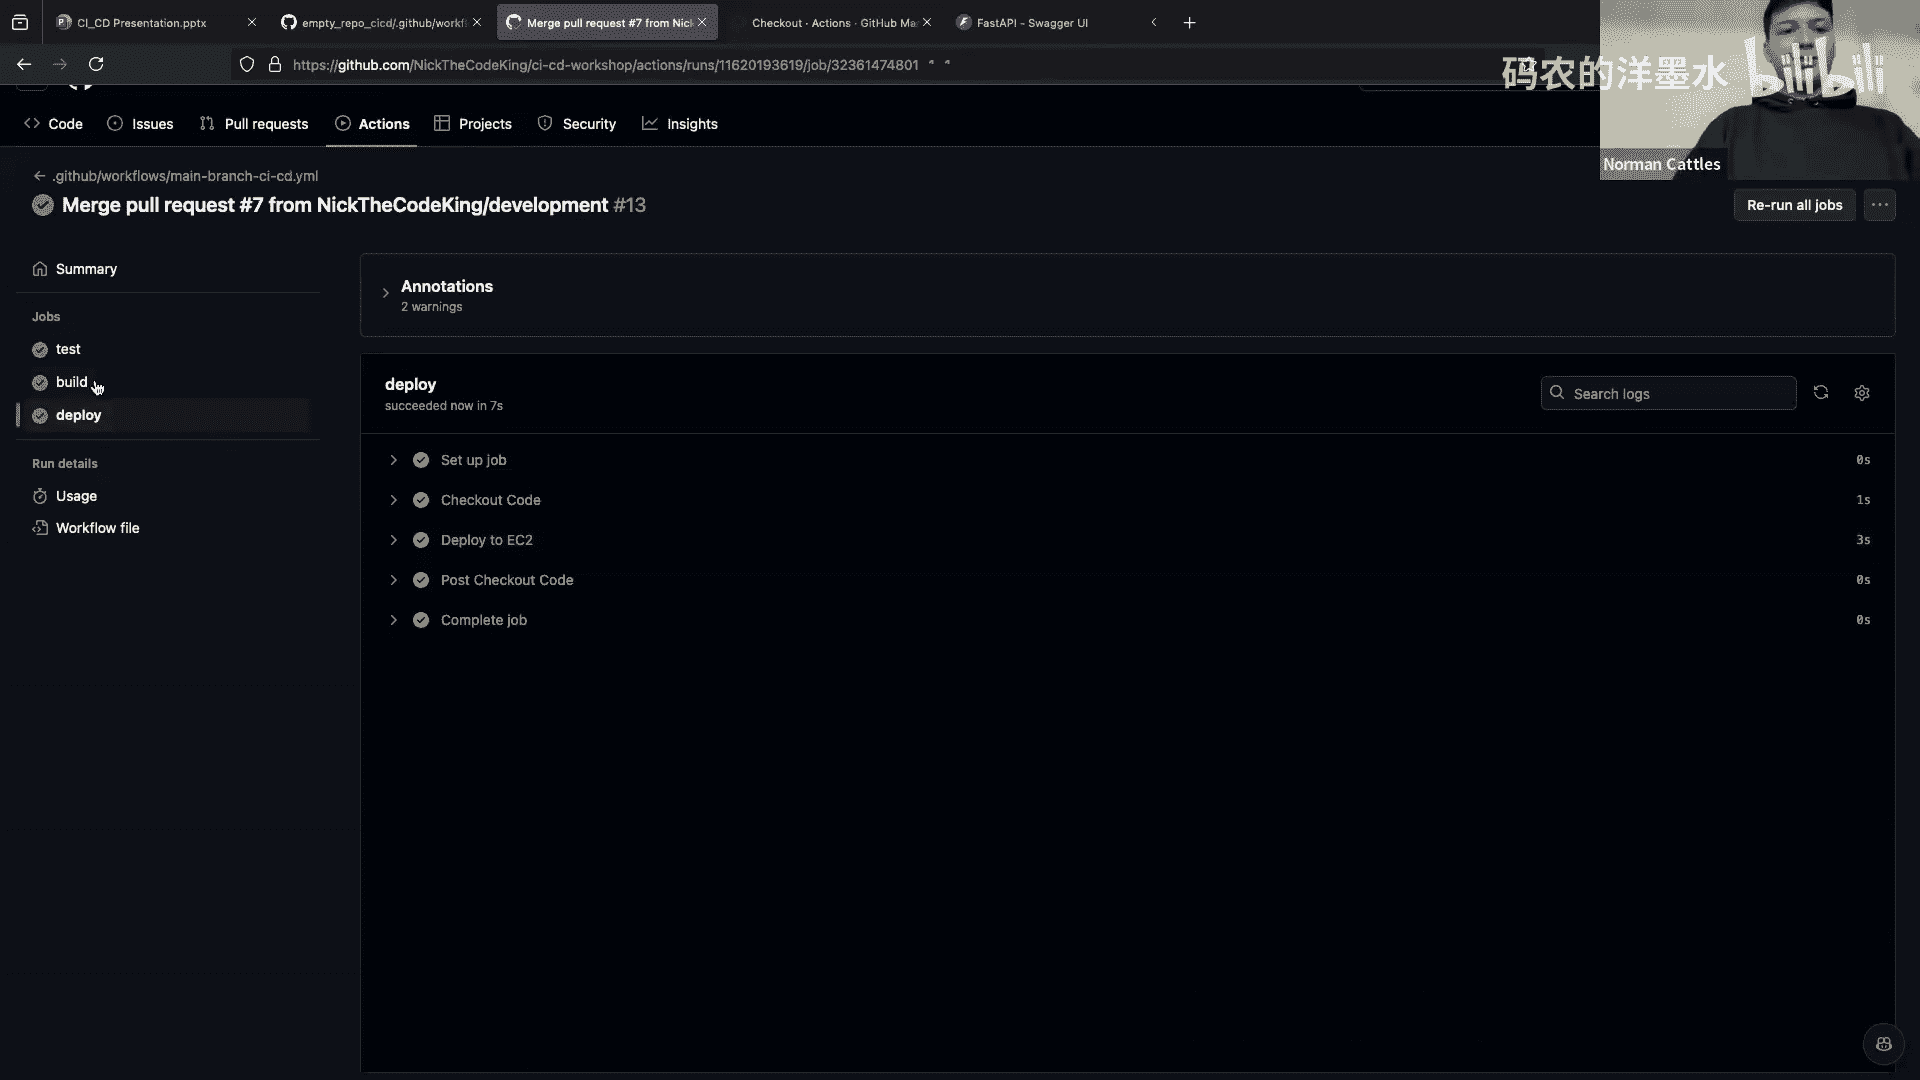 CI_CD Presentation.pptx
empty_repo_cicd/.github/workfl
Merge pull request #7 from Nick
Checkout · Actions · GitHub Ma
FastAPI - Swagger UI
https://github.com/NickTheCodeKing/ci-cd-workshop/actions/runs/11620193619/job/32361474801
码农的洋墨水 bilibili
Code
Issues
Pull requests
Actions
Projects
Security
Insights
Norman Cattles
.github/workflows/main-branch-ci-cd.yml
Merge pull request #7 from NickTheCodeKing/development #13
Re-run all jobs
Summary
Jobs
test
build
deploy
Run details
Usage
Workflow file
Annotations
2 warnings
deploy
succeeded now in 7s
Search logs
Set up job 0s
Checkout Code 1s
Deploy to EC2 3s
Post Checkout Code 0s
Complete job 0s